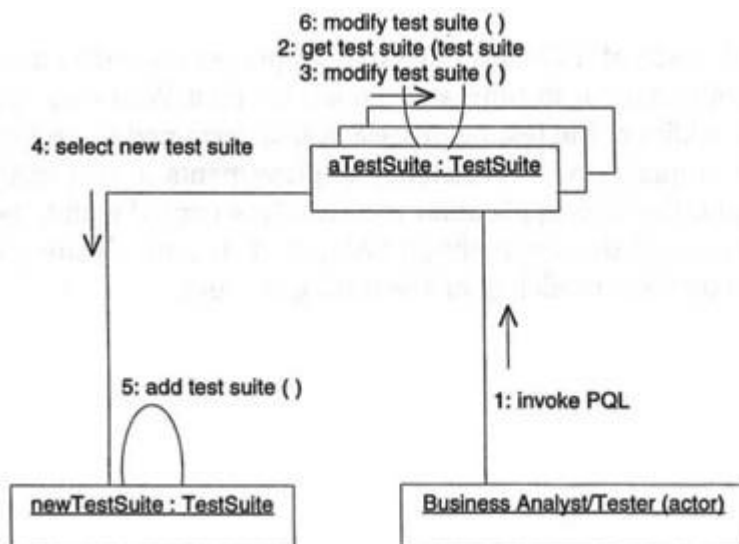 6: modify test suite ( )
2: get test suite (test suite
3: modify test suite ( )
4: select new test suite
aTestSuite : TestSuite
5: add test suite ( )
1: invoke PQL
newTestSuite : TestSuite
Business Analyst/Tester (actor)